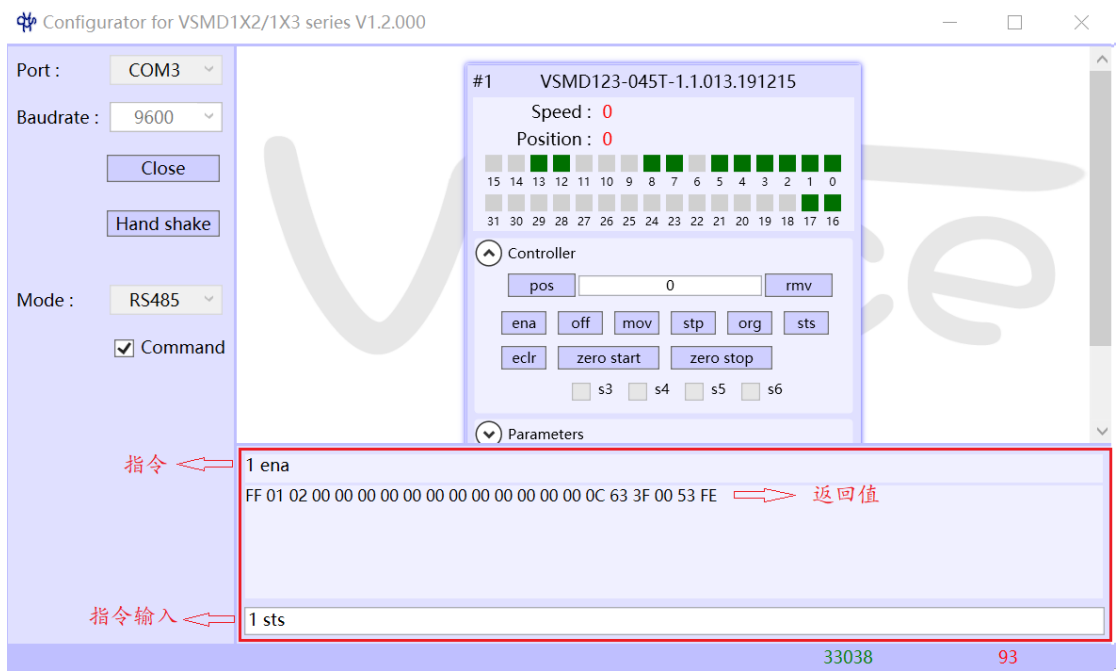 Configurator for VSMD1X2/1X3 series V1.2.000
Port : COM3
Baudrate : 9600
Close
Hand shake
Mode : RS485
Command
#1 VSMD123-045T-1.1.013.191215
Speed : 0
Position : 0
15 14 13 12 11 10 9 8 7 6 5 4 3 2 1 0
31 30 29 28 27 26 25 24 23 22 21 20 19 18 17 16
Controller
pos 0 rmv
ena off mov stp org sts
eclr zero start zero stop
s3 s4 s5 s6
Parameters
指令 1 ena
FF 01 02 00 00 00 00 00 00 00 00 00 00 00 00 0C 63 3F 00 53 FE 返回值
指令输入 1 sts
33038 93